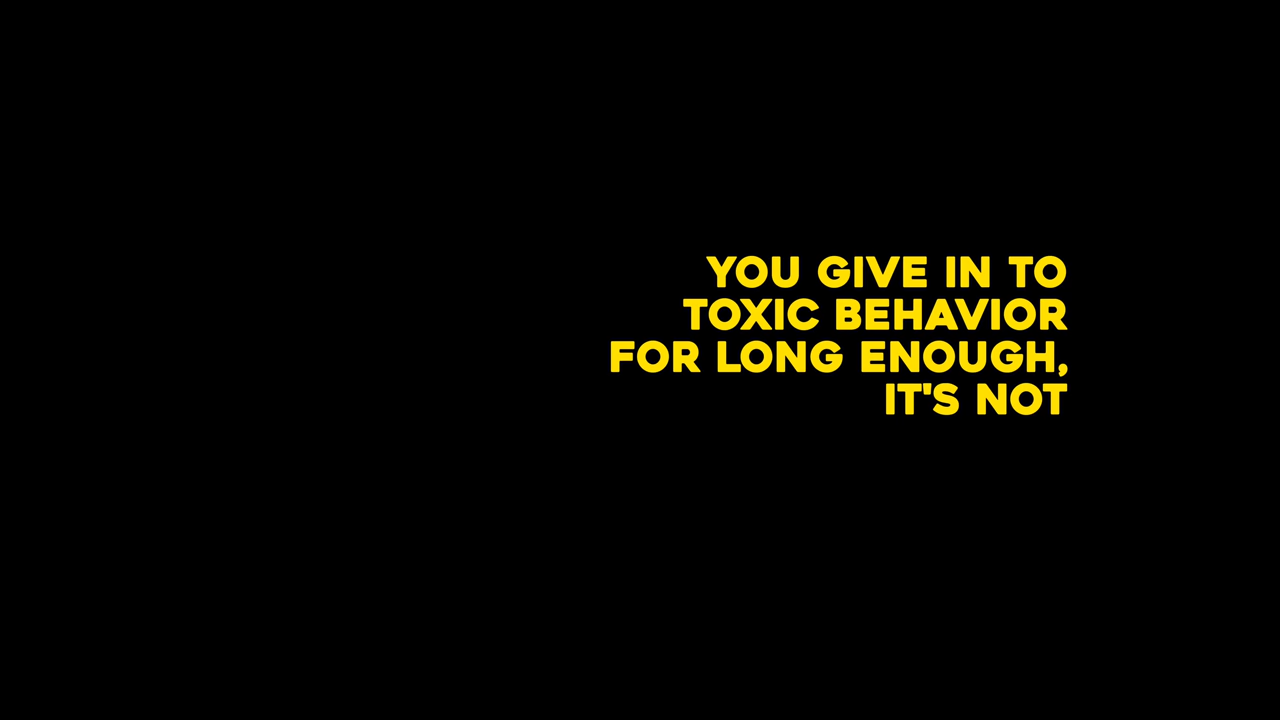 YOU GIVE IN TO
TOXIC BEHAVIOR
FOR LONG ENOUGH,
IT'S NOT